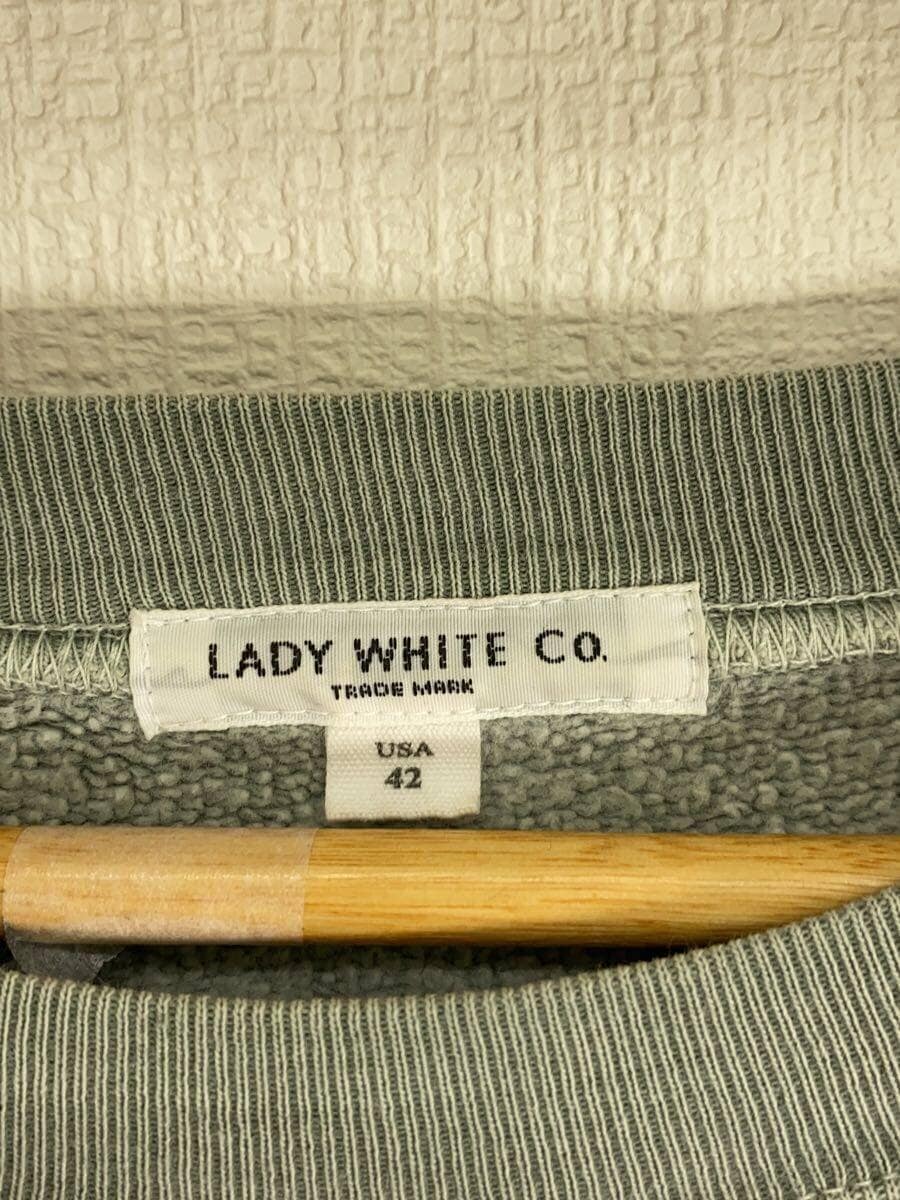 LADY WHITE CO.
TRADE MARK
USA
42